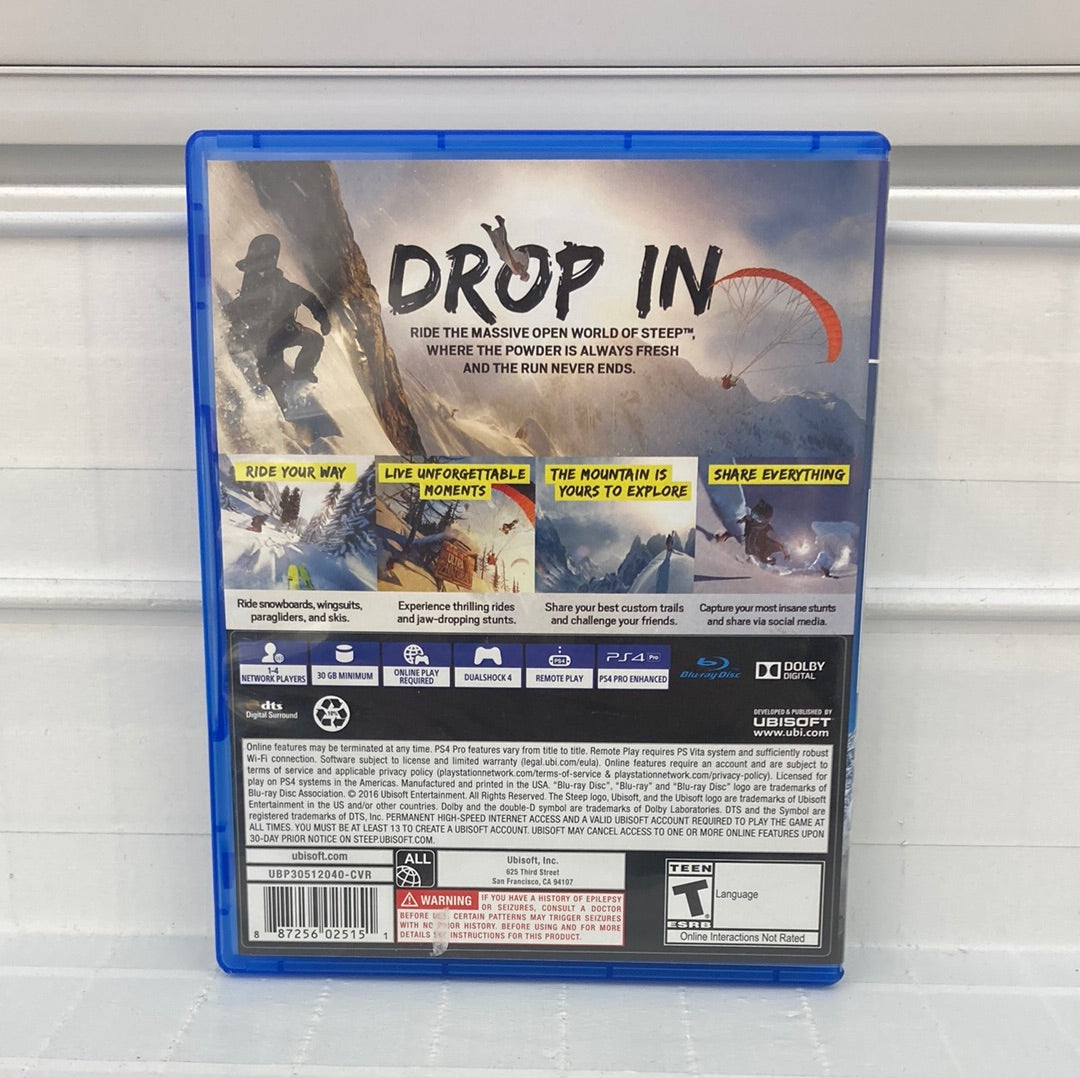 DROP IN
RIDE THE MASSIVE OPEN WORLD OF STEEP™,
WHERE THE POWDER IS ALWAYS FRESH
AND THE RUN NEVER ENDS.
RIDE YOUR WAY
LIVE UNFORGETTABLE
MOMENTS
THE MOUNTAIN IS
YOURS TO EXPLORE
SHARE EVERYTHING
Ride snowboards, wingsuits,
paragliders, and skis.
Experience thrilling rides
and jaw-dropping stunts.
Share your best custom trails
and challenge your friends.
Capture your most insane stunts
and share via social media.
1-4
NETWORK PLAYERS
30 GB MINIMUM
ONLINE PLAY
REQUIRED
DUALSHOCK 4
PS4
REMOTE PLAY
PS4 Pro
PS4 PRO ENHANCED
Blu-ray Disc
DOLBY
DIGITAL
dts
Digital Surround
DEVELOPED & PUBLISHED BY
UBISOFT
www.ubi.com
Online features may be terminated at any time. PS4 Pro features vary from title to title. Remote Play requires PS Vita system and sufficiently robust
Wi-Fi connection. Software subject to license and limited warranty (legal.ubi.com/eula). Online features require an account and are subject to
terms of service and applicable privacy policy (playstationnetwork.com/terms-of-service & playstationnetwork.com/privacy-policy). Licensed for
play on PS4 systems in the Americas. Manufactured and printed in the USA. "Blu-ray Disc", "Blu-ray" and "Blu-ray Disc" logo are trademarks of
Blu-ray Disc Association. © 2016 Ubisoft Entertainment. All Rights Reserved. The Steep logo, Ubisoft, and the Ubisoft logo are trademarks of Ubisoft
Entertainment in the US and/or other countries. Dolby and the double-D symbol are trademarks of Dolby Laboratories. DTS and the Symbol are
registered trademarks of DTS, Inc. PERMANENT HIGH-SPEED INTERNET ACCESS AND A VALID UBISOFT ACCOUNT REQUIRED TO PLAY THE GAME AT
ALL TIMES. YOU MUST BE AT LEAST 13 TO CREATE A UBISOFT ACCOUNT. UBISOFT MAY CANCEL ACCESS TO ONE OR MORE ONLINE FEATURES UPON
30-DAY PRIOR NOTICE ON STEEP.UBISOFT.COM.
ubisoft.com
UBP30512040-CVR
ALL
Ubisoft, Inc.
625 Third Street
San Francisco, CA 94107
8 87256 02515 1
WARNING IF YOU HAVE A HISTORY OF EPILEPSY
OR SEIZURES, CONSULT A DOCTOR
BEFORE CERTAIN PATTERNS MAY TRIGGER SEIZURES
WITH NO HISTORY. BEFORE USING AND FOR MORE
DETAILS INSTRUCTIONS FOR THIS PRODUCT.
TEEN
T
ESRB
Language
Online Interactions Not Rated